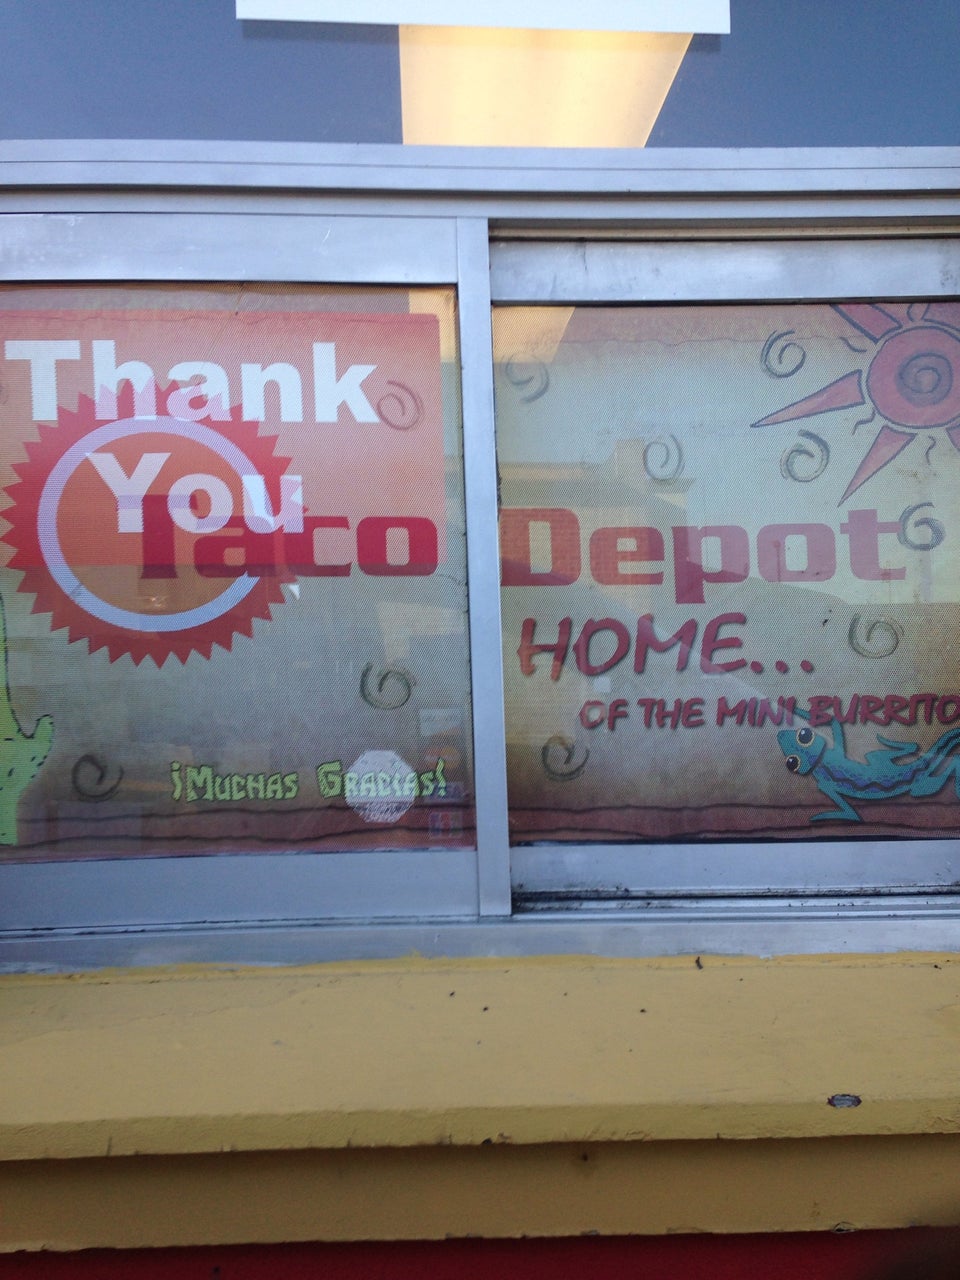 Thank
You
Taco Depot
HOME...
OF THE MINI BURRITO
¡MUCHAS GRACIAS!